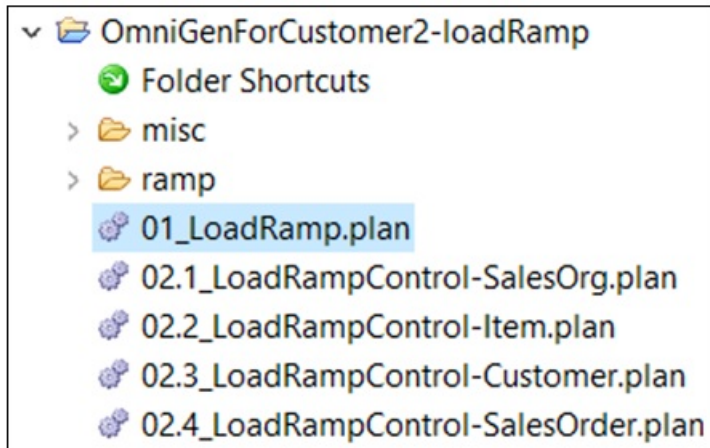 OmniGenForCustomer2-loadRamp
Folder Shortcuts
misc
ramp
01_LoadRamp.plan
02.1_LoadRampControl-SalesOrg.plan
02.2_LoadRampControl-Item.plan
02.3_LoadRampControl-Customer.plan
02.4_LoadRampControl-SalesOrder.plan